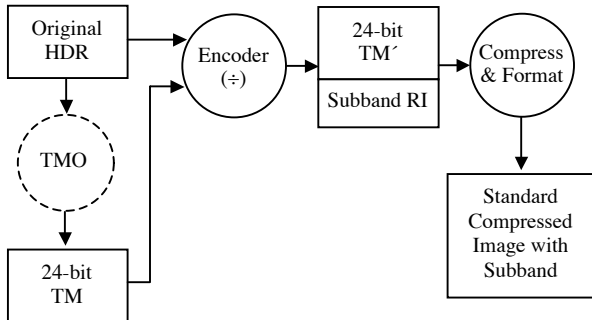 Original
HDR
TMO
24-bit
TM
Encoder
(÷)
24-bit
TM´
Subband RI
Compress
& Format
Standard
Compressed
Image with
Subband